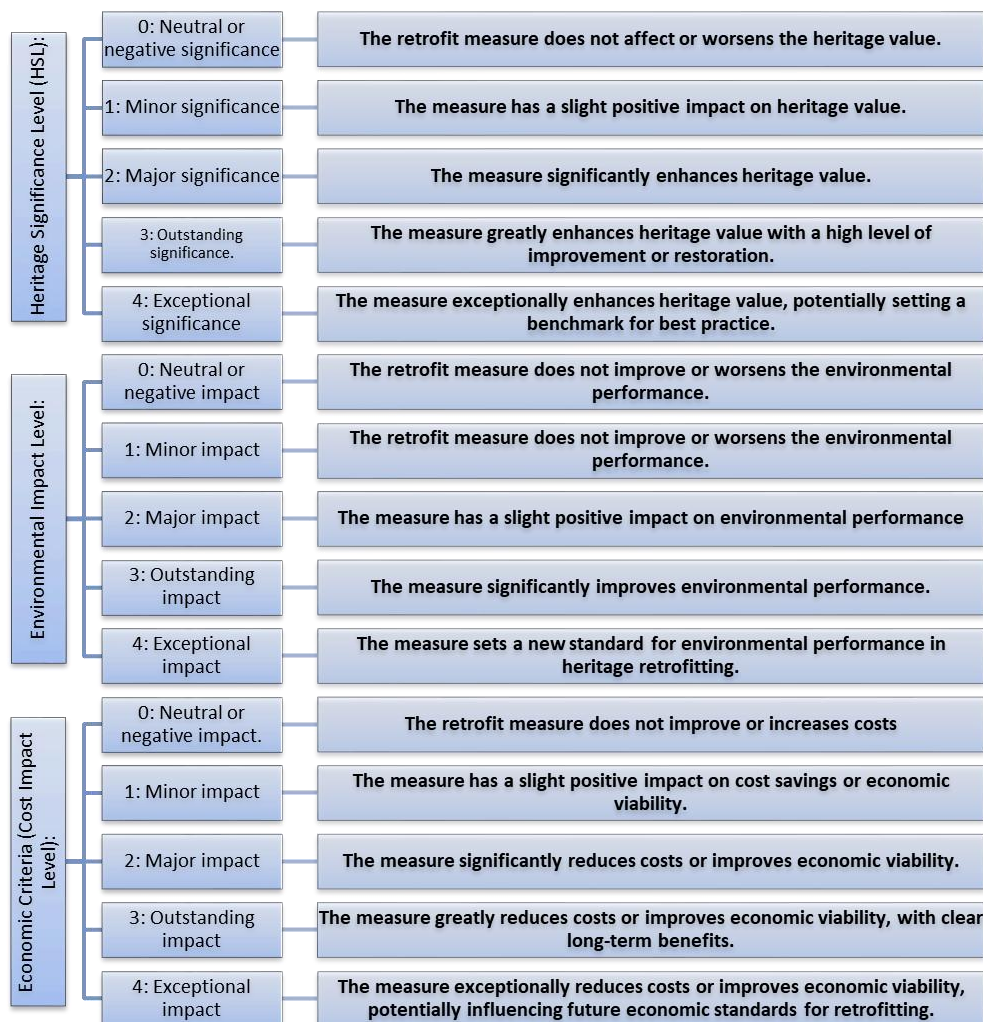 Heritage Significance Level (HSL):
0: Neutral or
negative significance
The retrofit measure does not affect or worsens the heritage value.
1: Minor significance
The measure has a slight positive impact on heritage value.
2: Major significance
The measure significantly enhances heritage value.
3: Outstanding
significance.
The measure greatly enhances heritage value with a high level of
improvement or restoration.
4: Exceptional
significance
The measure exceptionally enhances heritage value, potentially setting a
benchmark for best practice.
Environmental Impact Level:
0: Neutral or
negative impact
The retrofit measure does not improve or worsens the environmental
performance.
1: Minor impact
The retrofit measure does not improve or worsens the environmental
performance.
2: Major impact
The measure has a slight positive impact on environmental performance
3: Outstanding
impact
The measure significantly improves environmental performance.
4: Exceptional
impact
The measure sets a new standard for environmental performance in
heritage retrofitting.
Economic Criteria (Cost Impact
Level):
0: Neutral or
negative impact.
The retrofit measure does not improve or increases costs
1: Minor impact
The measure has a slight positive impact on cost savings or economic
viability.
2: Major impact
The measure significantly reduces costs or improves economic viability.
3: Outstanding
impact
The measure greatly reduces costs or improves economic viability, with clear
long-term benefits.
4: Exceptional
impact
The measure exceptionally reduces costs or improves economic viability,
potentially influencing future economic standards for retrofitting.